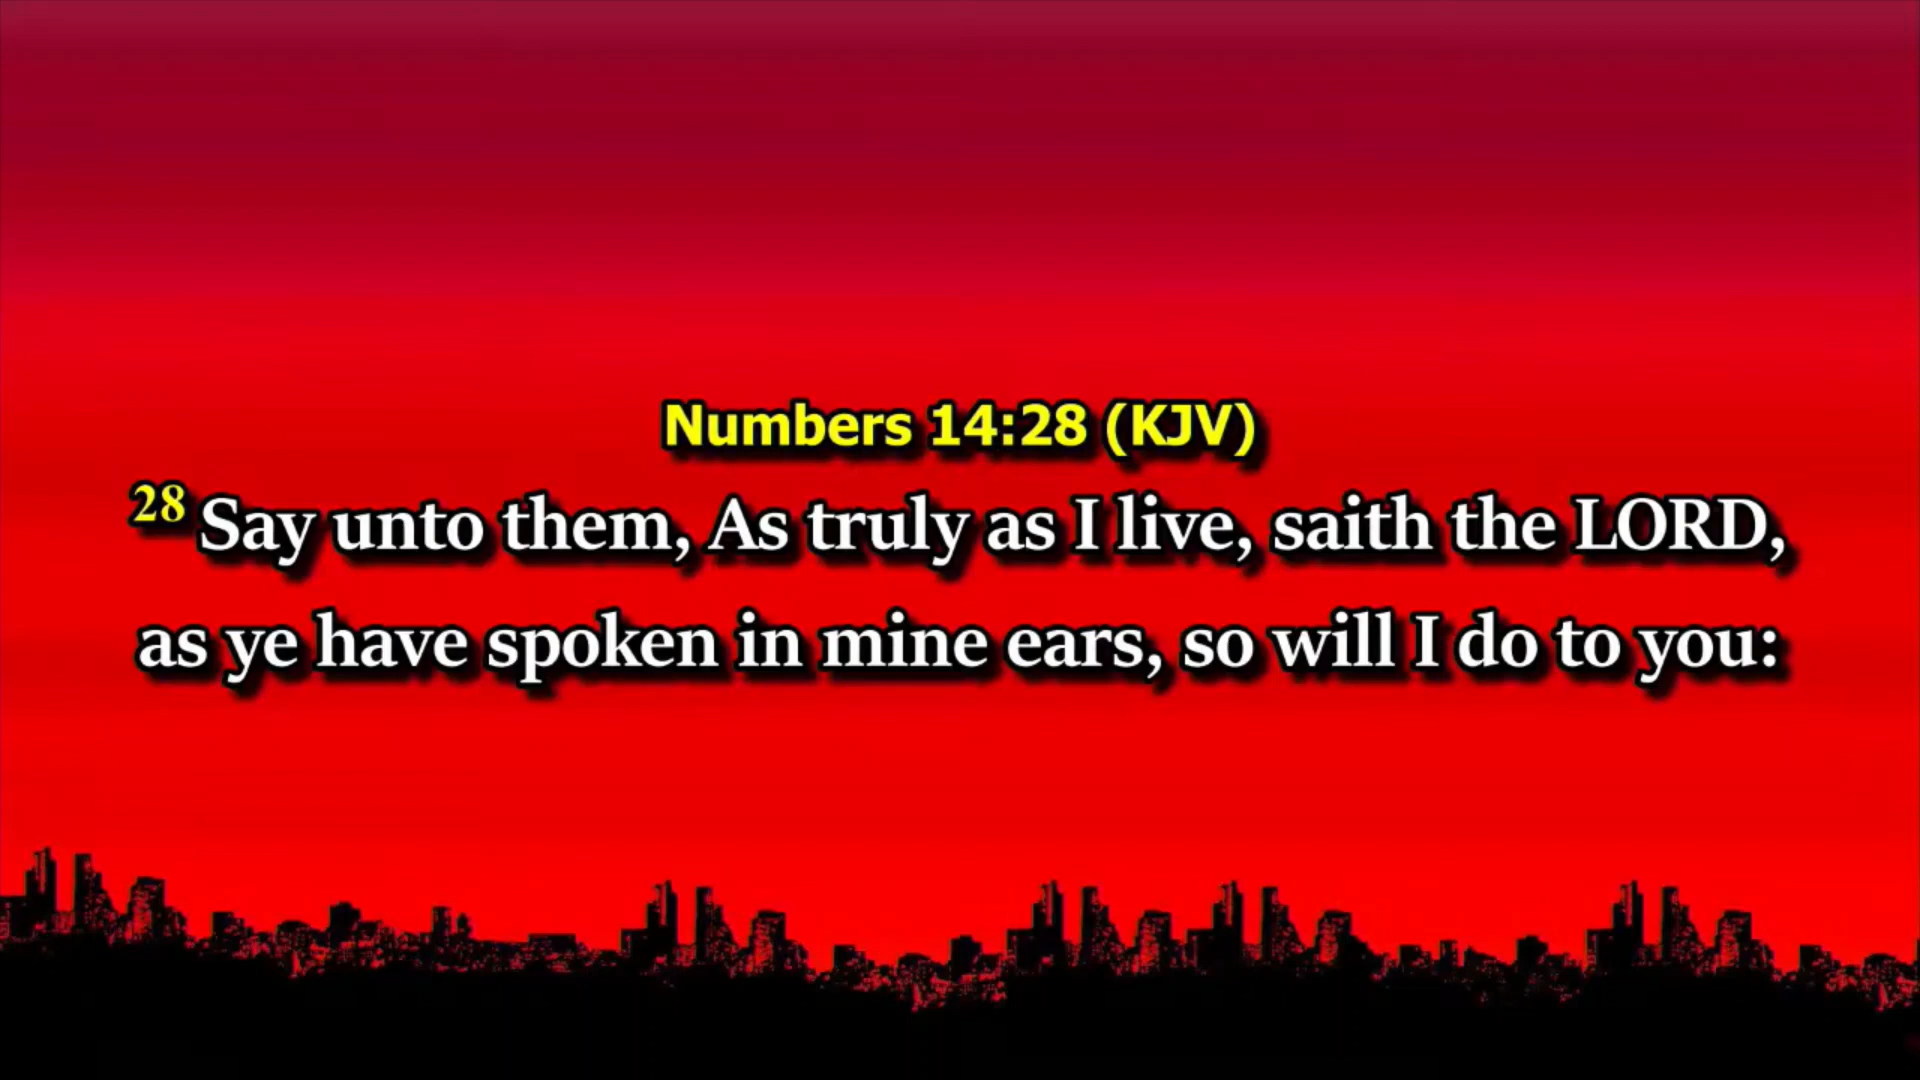 Numbers 14:28 (KJV)
28 Say unto them, As truly as I live, saith the LORD,
as ye have spoken in mine ears, so will I do to you: